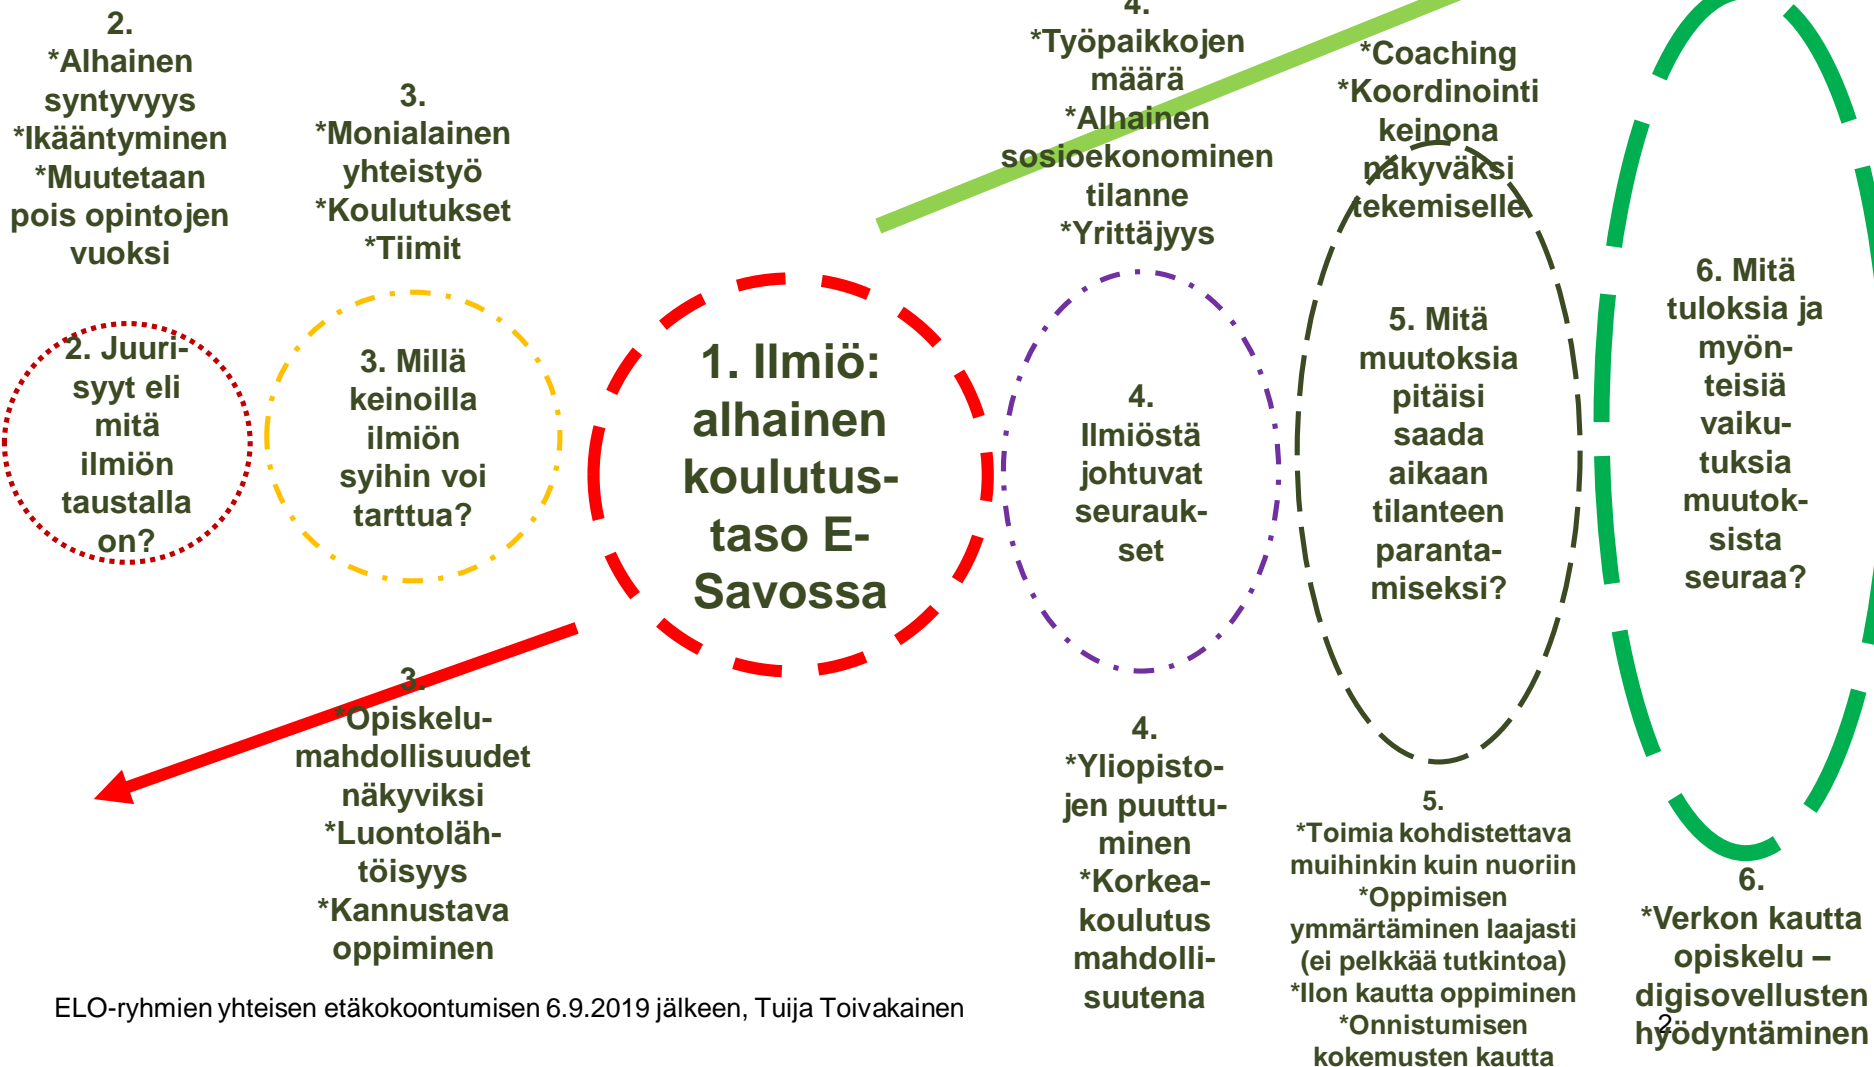 2.
*Alhainen
syntyvyys
*Ikääntyminen
*Muutetaan
pois opintojen
vuoksi
3.
*Monialainen
yhteistyö
*Koulutukset
*Tiimit
4.
*Työpaikkojen
määrä
*Alhainen
sosioekonominen
tilanne
*Yrittäjyys
*Coaching
*Koordinointi
keinona
näkyväksi
tekemiselle
2. Juuri-
syyt eli
mitä
ilmiön
taustalla
on?
3. Millä
keinoilla
ilmiön
syihin voi
tarttua?
1. Ilmiö:
alhainen
koulutus-
taso E-
Savossa
4.
Ilmiöstä
johtuvat
seurauk-
set
5. Mitä
muutoksia
pitäisi
saada
aikaan
tilanteen
paranta-
miseksi?
6. Mitä
tuloksia ja
myön-
teisiä
vaiku-
tuksia
muutok-
sista
seuraa?
3.
*Opiskelu-
mahdollisuudet
näkyviksi
*Luontoläh-
töisyys
*Kannustava
oppiminen
4.
*Yliopisto-
jen puuttu-
minen
*Korkea-
koulutus
mahdolli-
suutena
5.
*Toimia kohdistettava
muihinkin kuin nuoriin
*Oppimisen
ymmärtäminen laajasti
(ei pelkkää tutkintoa)
*Ilon kautta oppiminen
*Onnistumisen
kokemusten kautta
6.
*Verkon kautta
opiskelu –
digisovellusten
hyödyntäminen
ELO-ryhmien yhteisen etäkokoontumisen 6.9.2019 jälkeen, Tuija Toivakainen
2